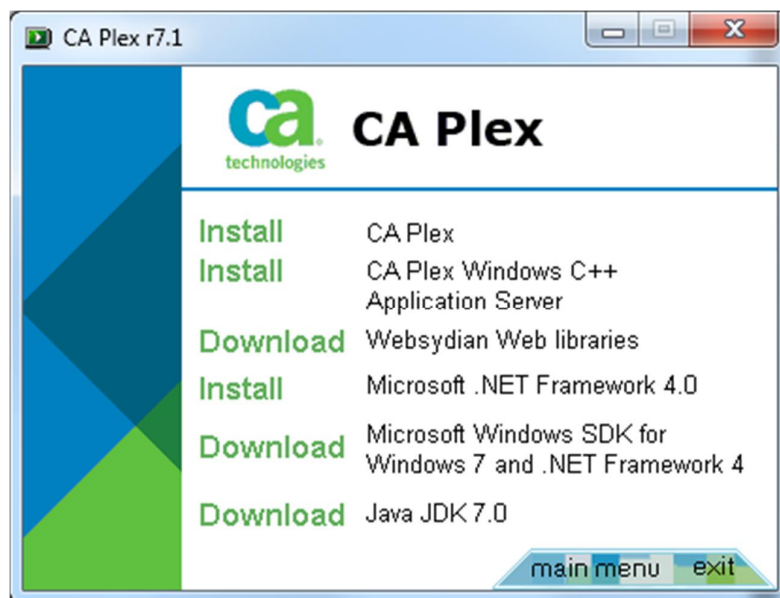 CA Plex r7.1
ca
technologies
CA Plex
Install CA Plex
Install CA Plex Windows C++
Application Server
Download Websydian Web libraries
Install Microsoft .NET Framework 4.0
Download Microsoft Windows SDK for
Windows 7 and .NET Framework 4
Download Java JDK 7.0
main menu exit